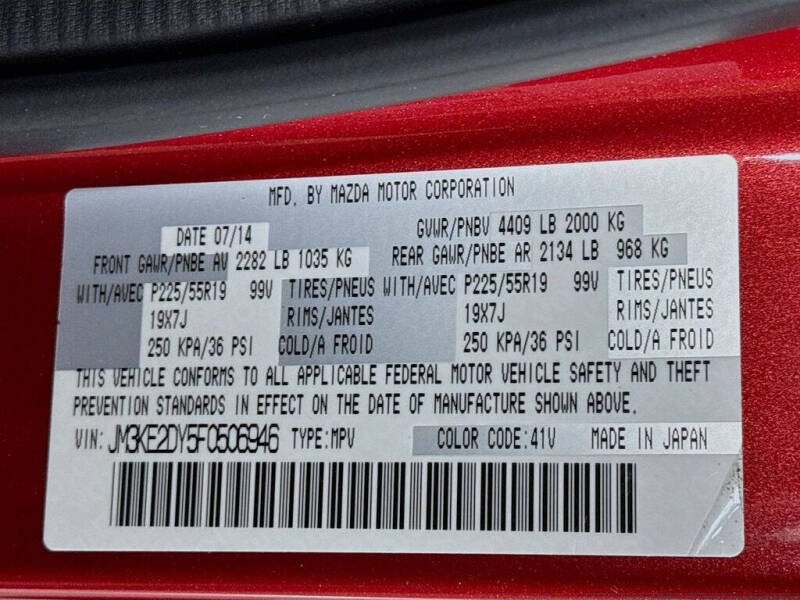 MFD. BY MAZDA MOTOR CORPORATION
DATE 07/14 GVWR/PNBV 4409 LB 2000 KG
FRONT GAWR/PNBE AV 2282 LB 1035 KG REAR GAWR/PNBE AR 2134 LB 968 KG
WITH/AVEC P225/55R19 99V TIRES/PNEUS WITH/AVEC P225/55R19 99V TIRES/PNEUS
19X7J RIMS/JANTES 19X7J RIMS/JANTES
250 KPA/36 PSI COLD/A FROID 250 KPA/36 PSI COLD/A FROID
THIS VEHICLE CONFORMS TO ALL APPLICABLE FEDERAL MOTOR VEHICLE SAFETY AND THEFT
PREVENTION STANDARDS IN EFFECT ON THE DATE OF MANUFACTURE SHOWN ABOVE.
VIN: JM3KE2DY5F0506946 TYPE:MPV COLOR CODE:41V MADE IN JAPAN